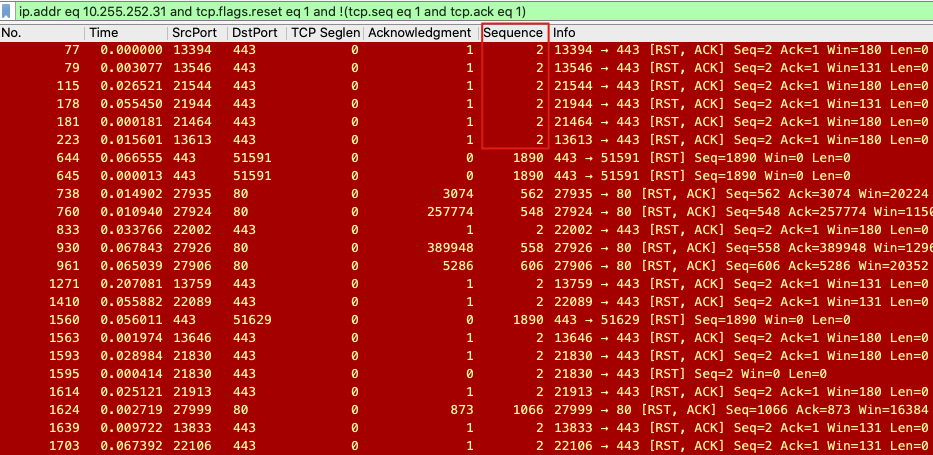 ip.addr eq 10.255.252.31 and tcp.flags.reset eq 1 and !(tcp.seq eq 1 and tcp.ack eq 1)
No. Time SrcPort DstPort TCP Seglen Acknowledgment Sequence Info
77 0.000000 13394 443 0 1 2 13394 → 443 [RST, ACK] Seq=2 Ack=1 Win=180 Len=0
79 0.003077 13546 443 0 1 2 13546 → 443 [RST, ACK] Seq=2 Ack=1 Win=131 Len=0
115 0.026521 21544 443 0 1 2 21544 → 443 [RST, ACK] Seq=2 Ack=1 Win=180 Len=0
178 0.055450 21944 443 0 1 2 21944 → 443 [RST, ACK] Seq=2 Ack=1 Win=131 Len=0
181 0.000181 21464 443 0 1 2 21464 → 443 [RST, ACK] Seq=2 Ack=1 Win=180 Len=0
223 0.015601 13613 443 0 1 2 13613 → 443 [RST, ACK] Seq=2 Ack=1 Win=180 Len=0
644 0.066555 443 51591 0 0 1890 443 → 51591 [RST] Seq=1890 Win=0 Len=0
645 0.000013 443 51591 0 0 1890 443 → 51591 [RST] Seq=1890 Win=0 Len=0
738 0.014902 27935 80 0 3074 562 27935 → 80 [RST, ACK] Seq=562 Ack=3074 Win=20224
760 0.010940 27924 80 0 257774 548 27924 → 80 [RST, ACK] Seq=548 Ack=257774 Win=1150
833 0.033766 22002 443 0 1 2 22002 → 443 [RST, ACK] Seq=2 Ack=1 Win=180 Len=0
930 0.067843 27926 80 0 389948 558 27926 → 80 [RST, ACK] Seq=558 Ack=389948 Win=1296
961 0.065039 27906 80 0 5286 606 27906 → 80 [RST, ACK] Seq=606 Ack=5286 Win=20352
1271 0.207081 13759 443 0 1 2 13759 → 443 [RST, ACK] Seq=2 Ack=1 Win=131 Len=0
1410 0.055882 22089 443 0 1 2 22089 → 443 [RST, ACK] Seq=2 Ack=1 Win=131 Len=0
1560 0.056011 443 51629 0 0 1890 443 → 51629 [RST] Seq=1890 Win=0 Len=0
1563 0.001974 13646 443 0 1 2 13646 → 443 [RST, ACK] Seq=2 Ack=1 Win=180 Len=0
1593 0.028984 21830 443 0 1 2 21830 → 443 [RST, ACK] Seq=2 Ack=1 Win=180 Len=0
1595 0.000414 21830 443 0 0 2 21830 → 443 [RST] Seq=2 Win=0 Len=0
1614 0.025121 21913 443 0 1 2 21913 → 443 [RST, ACK] Seq=2 Ack=1 Win=180 Len=0
1624 0.002719 27999 80 0 873 1066 27999 → 80 [RST, ACK] Seq=1066 Ack=873 Win=16384
1639 0.009722 13833 443 0 1 2 13833 → 443 [RST, ACK] Seq=2 Ack=1 Win=131 Len=0
1703 0.067392 22106 443 0 1 2 22106 → 443 [RST, ACK] Seq=2 Ack=1 Win=131 Len=0